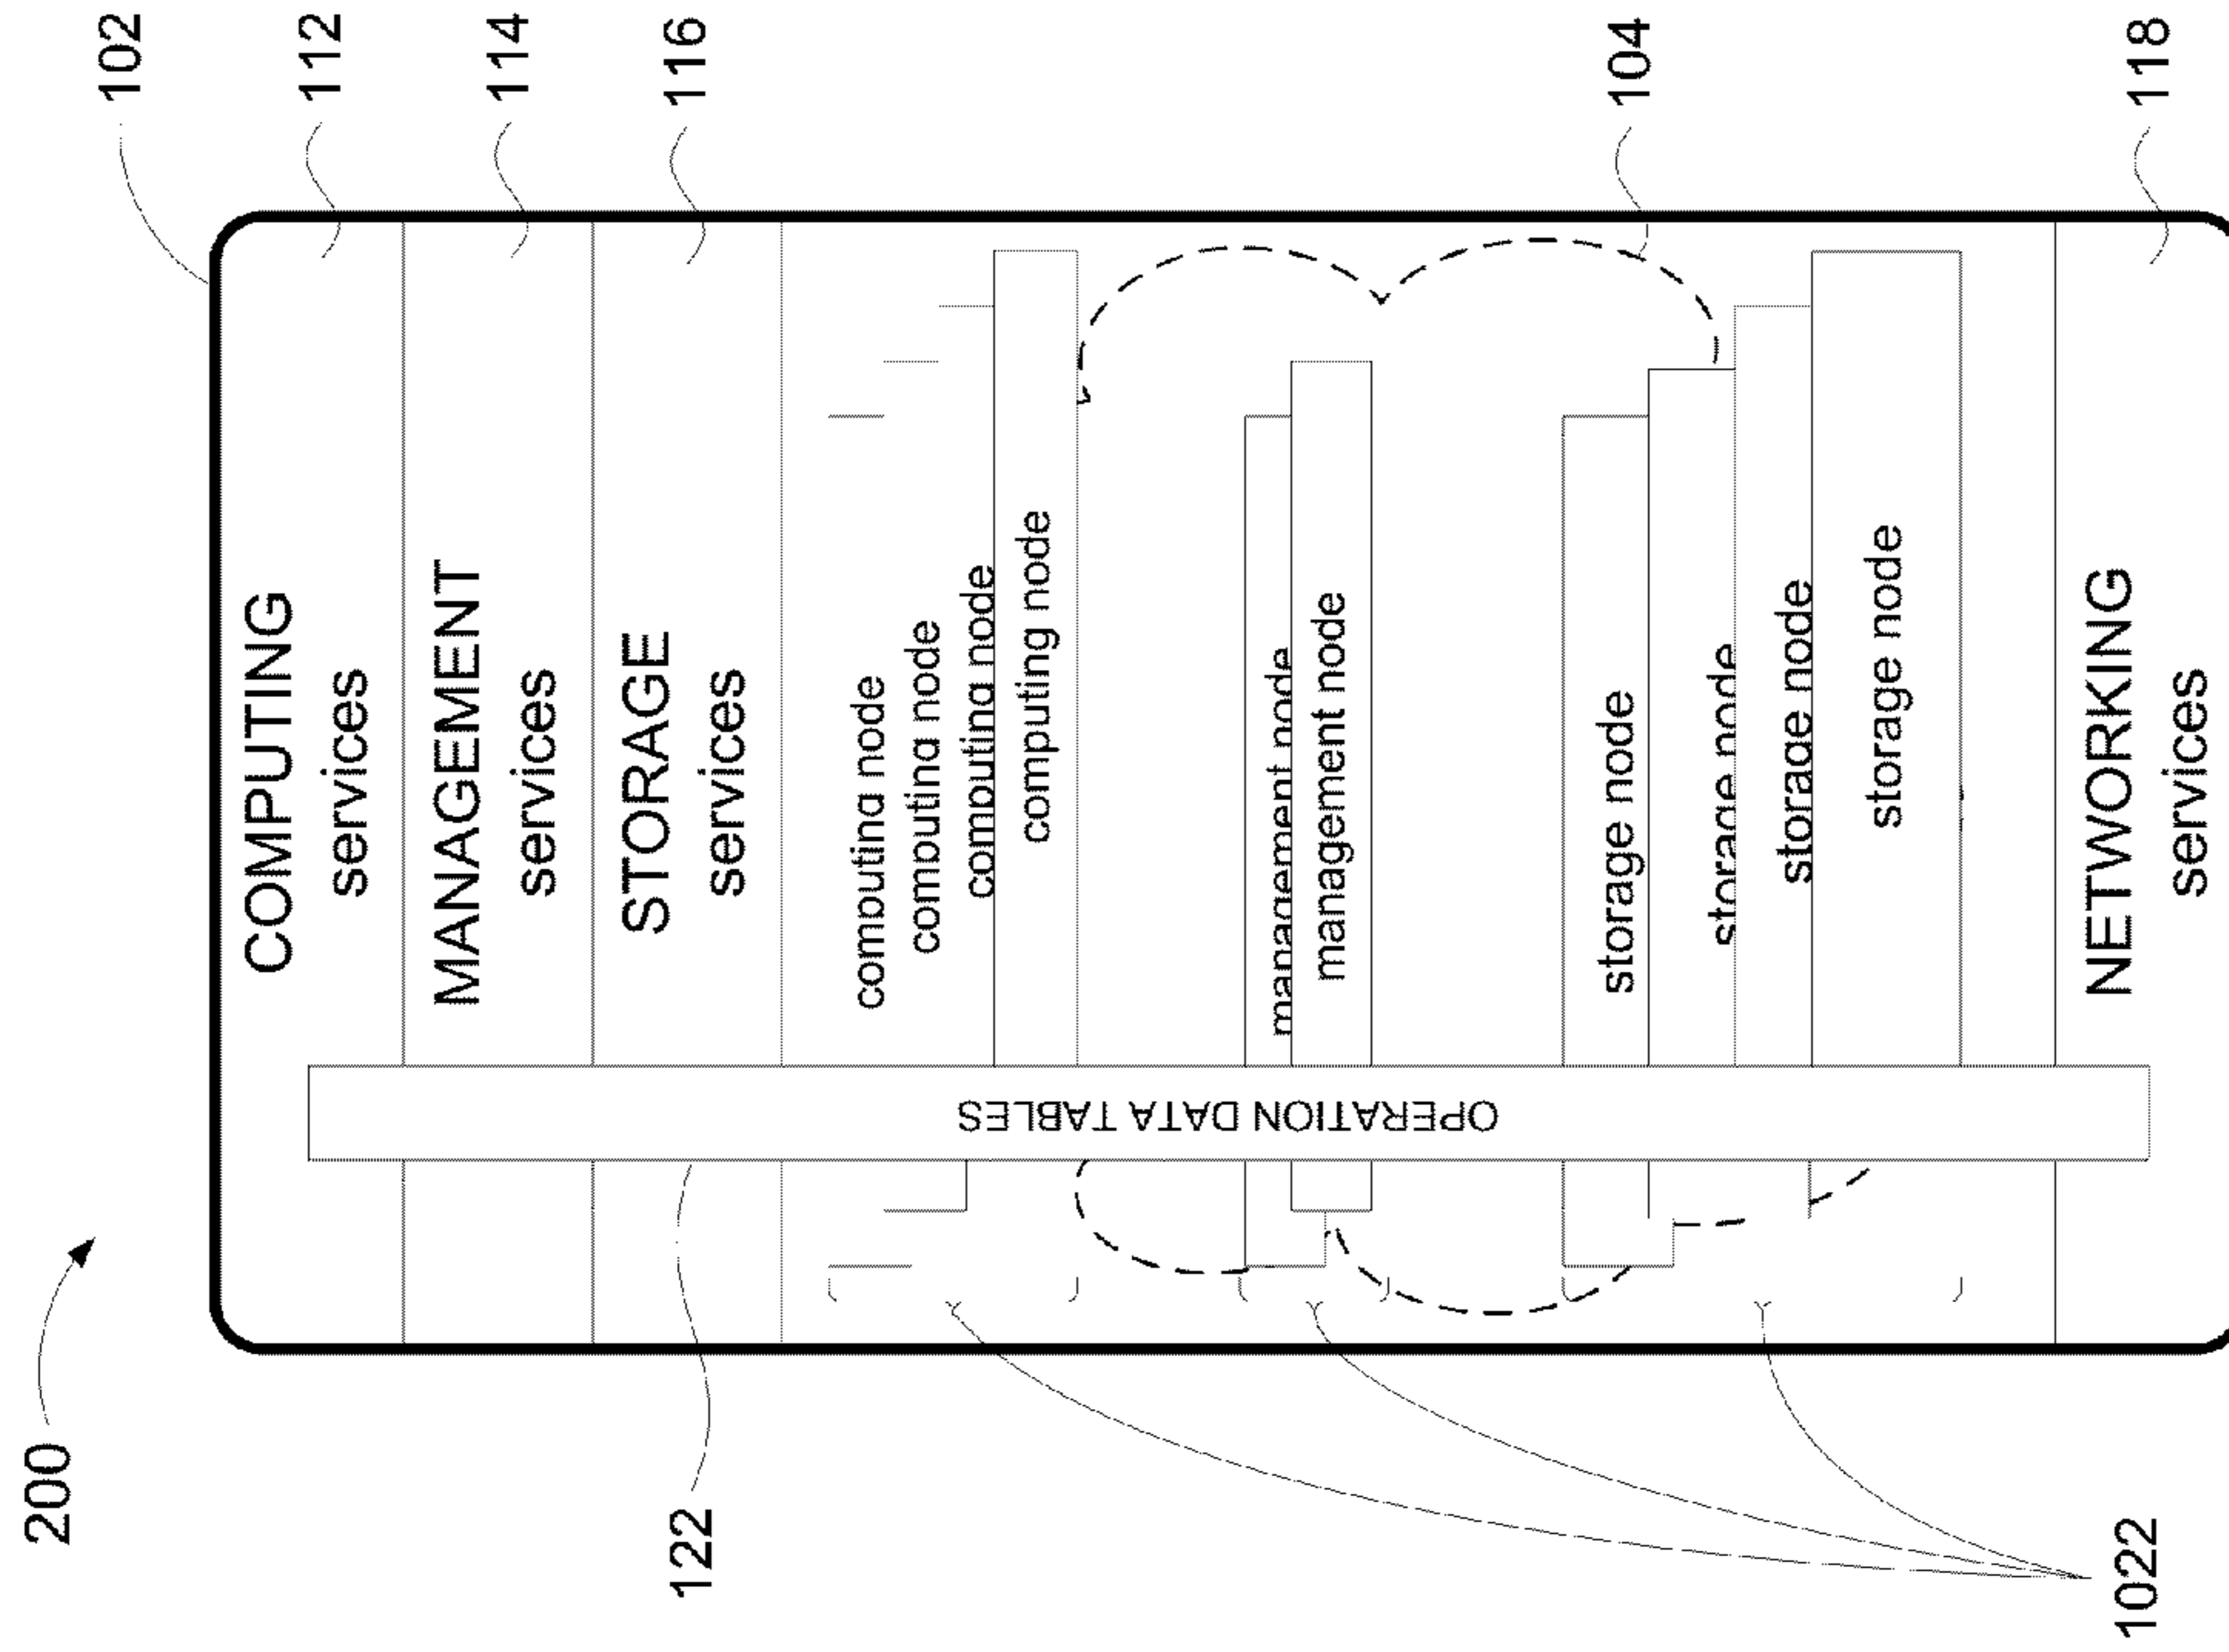 200
102
112
114
116
104
118
COMPUTING
services
MANAGEMENT
services
STORAGE
services
computing node
computing node
computing node
computing node
management node
management node
storage node
storage node
storage node
storage node
NETWORKING
services
OPERATION DATA TABLES
122
1022